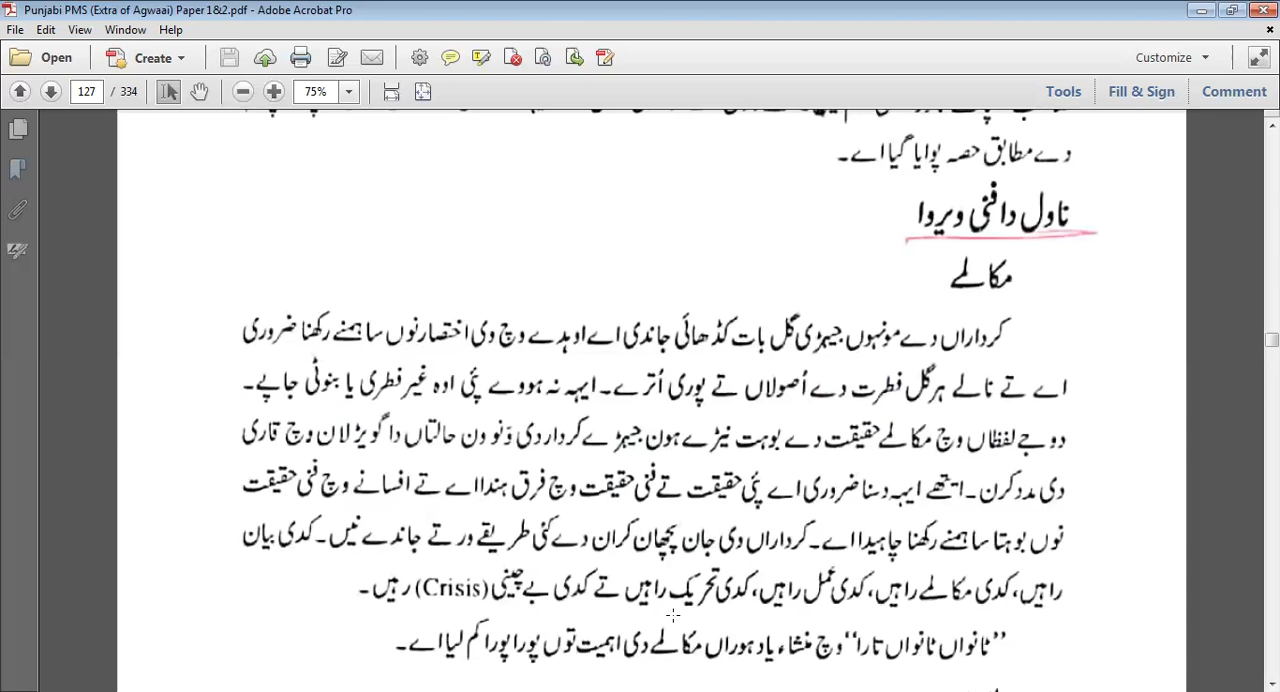 Punjabi PMS (Extra of Agwaai) Paper 1&2.pdf - Adobe Acrobat Pro
File Edit View Window Help
Open Create Customize
127 / 334 75% Tools Fill & Sign Comment
دے مطابق حصہ پوایا گیا اے۔
ناول دا فنی ویروا
مکالمے
کرداراں دے مونہوں جیہڑی گل بات کڈھائی جاندی اے اوہدے وچ وی اختصار نوں ساہمنے رکھنا ضروری
اے تے نالے ہر گل فطرت دے اُصولاں تے پوری اُترے۔ ایہہ نہ ہووے پئی اوہ غیر فطری یا بنوٹی جاپے۔
دوجے لفظاں وچ مکالمے حقیقت دے بوہت نیڑے ہون جیہڑے کردار دی وَنو ون حالتاں دا گویڑ لان وچ قاری
دی مدد کرن۔ ایتھے ایہہ دسنا ضروری اے پئی حقیقت تے فنی حقیقت وچ فرق ہندا اے تے افسانے وچ فنی حقیقت
نوں بوہتا ساہمنے رکھنا چاہیدا اے۔ کرداراں وی جان پچھان کران دے کئی طریقے ورتے جاندے نیں۔ کدی بیان
راہیں، کدی مکالمے راہیں، کدی عمل راہیں، کدی تحریک راہیں تے کدی بے چینی (Crisis) رہیں۔
’’ٹانواں ٹانواں تارا‘‘ وچ منشاء یاد ہوراں مکالمے دی اہمیت توں پورا پورا کم لیا اے۔